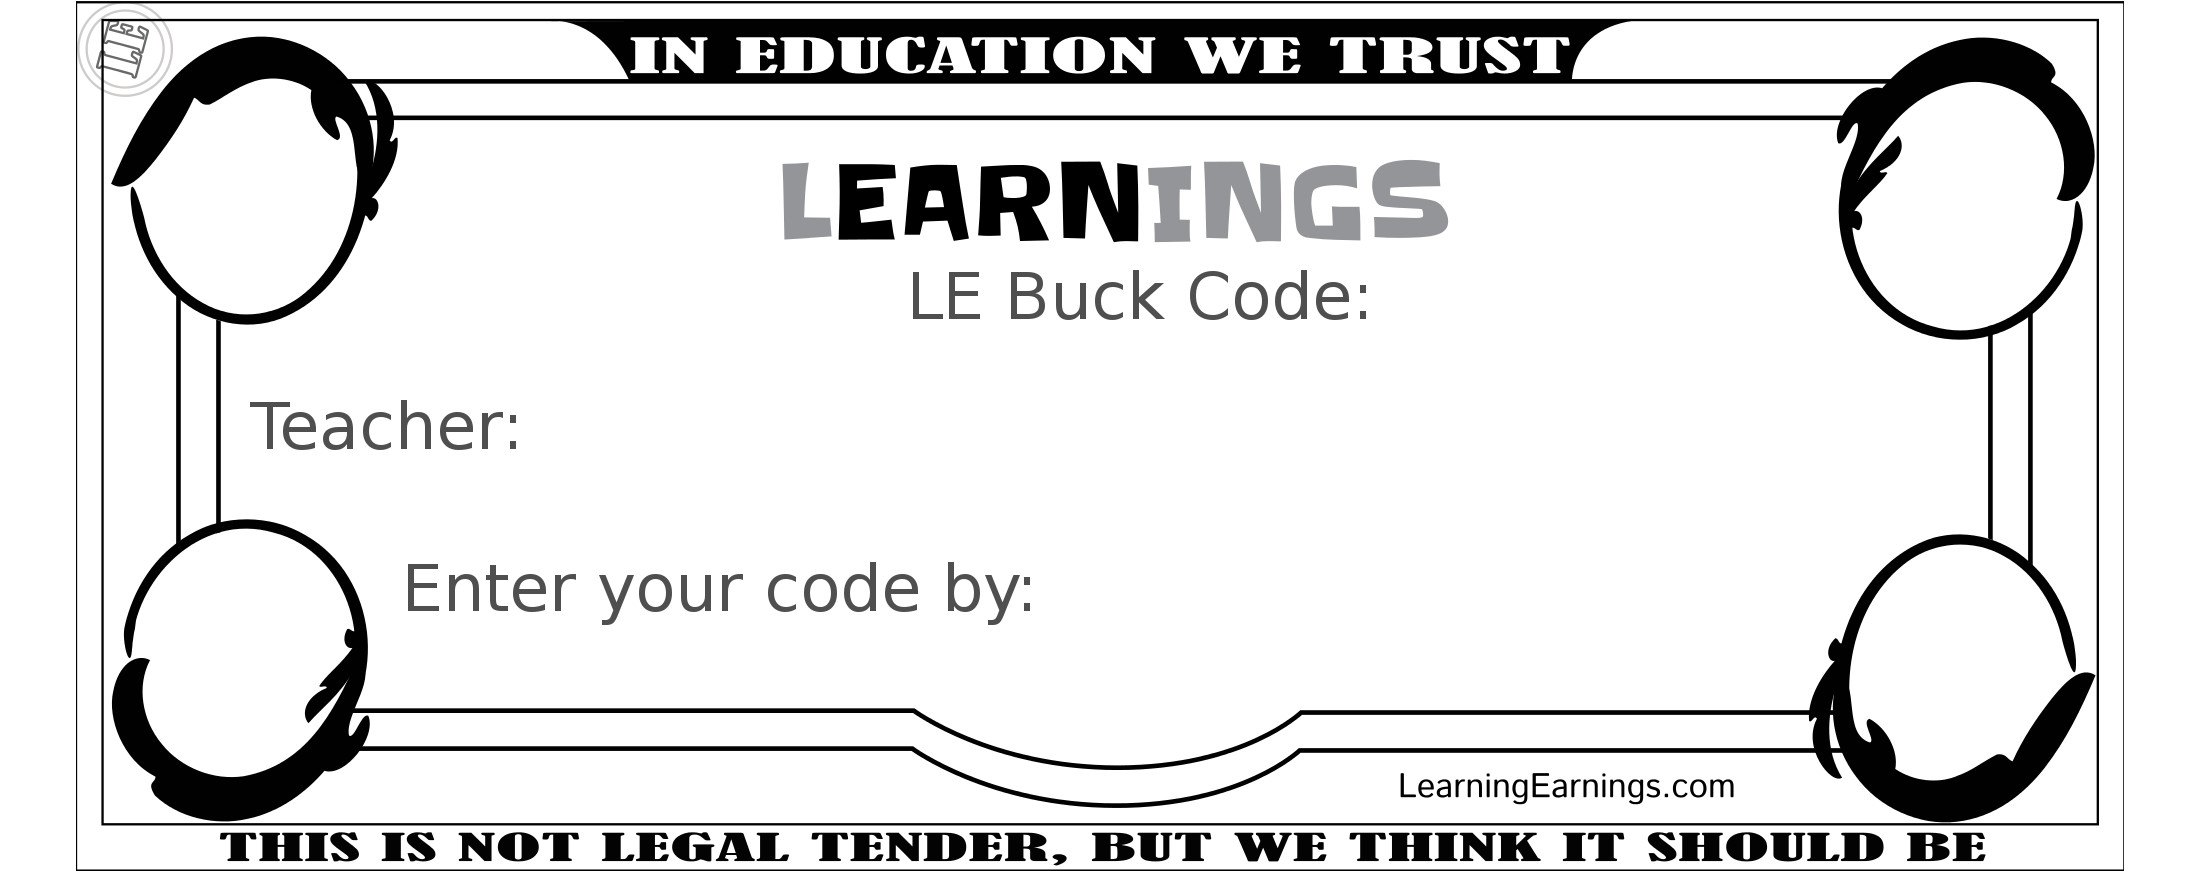 LE
IN EDUCATION WE TRUST
LEARNINGS
LE Buck Code:
Teacher:
Enter your code by:
LearningEarnings.com
THIS IS NOT LEGAL TENDER, BUT WE THINK IT SHOULD BE